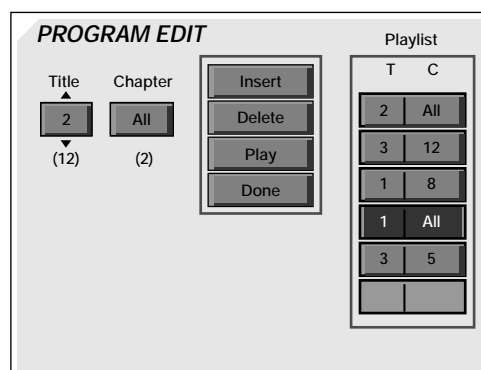 PROGRAM EDIT
Title Chapter
2 All
(12) (2)
Insert
Delete
Play
Done
Playlist
T C
2 All
3 12
1 8
1 All
3 5